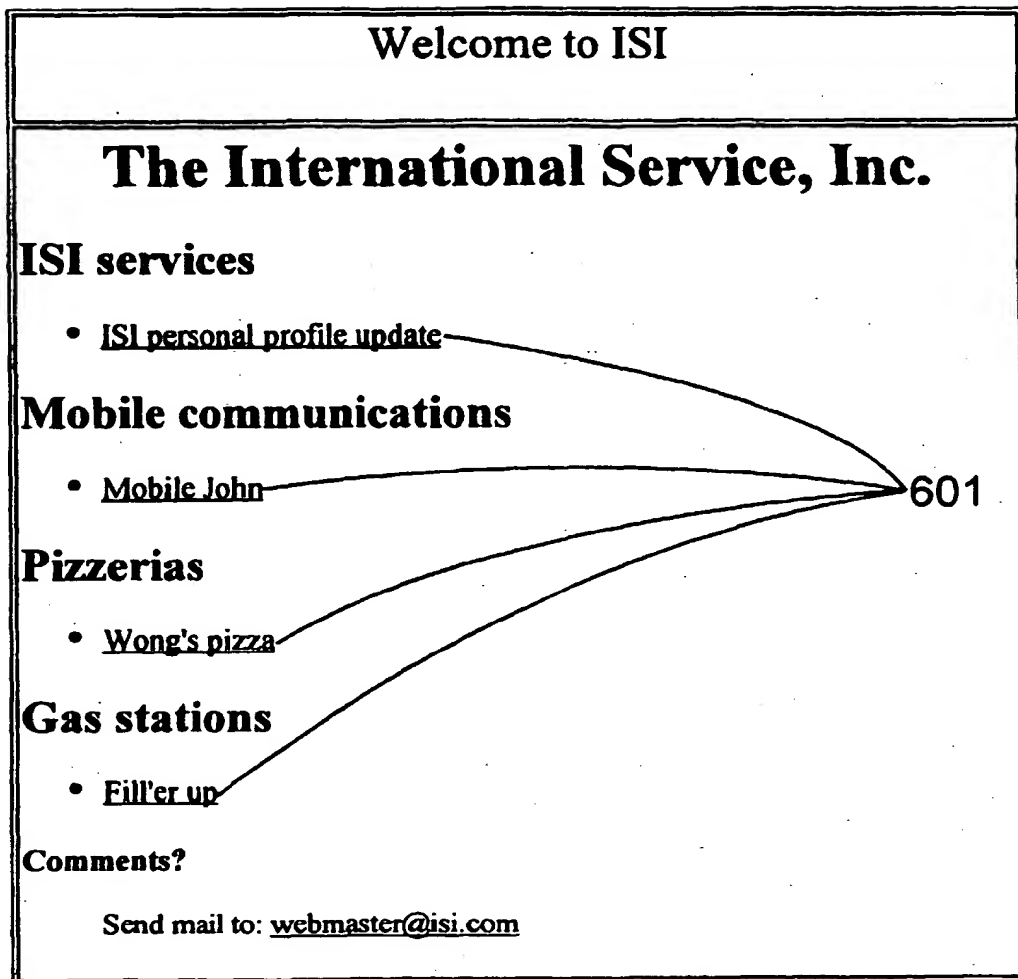 Welcome to ISI
The International Service, Inc.
ISI services
• ISI personal profile update
Mobile communications
• Mobile John
601
Pizzerias
• Wong's pizza
Gas stations
• Fill'er up
Comments?
Send mail to: webmaster@isi.com